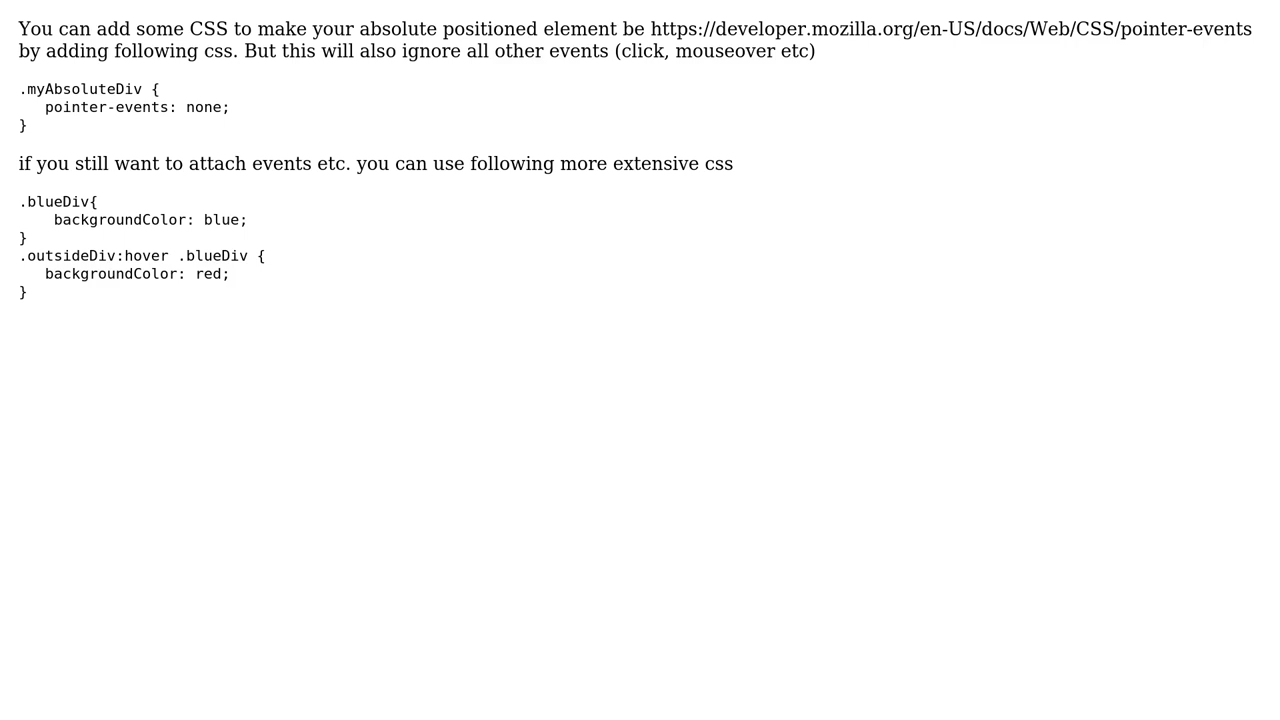 You can add some CSS to make your absolute positioned element be https://developer.mozilla.org/en-US/docs/Web/CSS/pointer-events
by adding following css. But this will also ignore all other events (click, mouseover etc)
.myAbsoluteDiv {
   pointer-events: none;
}
if you still want to attach events etc. you can use following more extensive css
.blueDiv{
    backgroundColor: blue;
}
.outsideDiv:hover .blueDiv {
   backgroundColor: red;
}